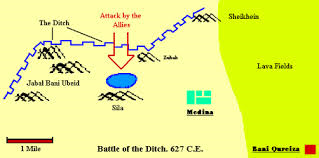 Sheikhein
The Ditch
Attack by the
Allies
Zubab
Jabal Bani Ubeid
Lava Fields
Sila
Medina
1 Mile
Battle of the Ditch. 627 C.E.
Bani Qureiza